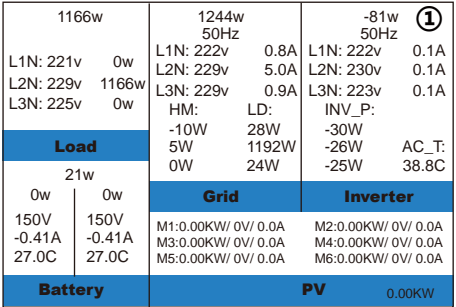 1166w
L1N: 221v 0w
L2N: 229v 1166w
L3N: 225v 0w
Load
1244w
50Hz
L1N: 222v 0.8A
L2N: 229v 5.0A
L3N: 229v 0.9A
HM: LD:
-10W 28W
5W 1192W
0W 24W
Grid
-81w ①
50Hz
L1N: 222v 0.1A
L2N: 230v 0.1A
L3N: 223v 0.1A
INV_P:
-30W
-26W AC_T:
-25W 38.8C
Inverter
21w
0w 0w
150V 150V
-0.41A -0.41A
27.0C 27.0C
Battery
M1:0.00KW/ 0V/ 0.0A M2:0.00KW/ 0V/ 0.0A
M3:0.00KW/ 0V/ 0.0A M4:0.00KW/ 0V/ 0.0A
M5:0.00KW/ 0V/ 0.0A M6:0.00KW/ 0V/ 0.0A
PV 0.00KW